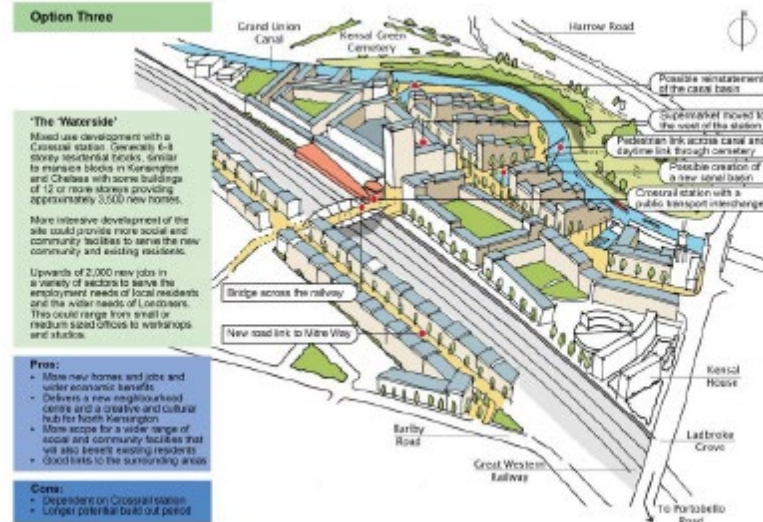 Option Three
'The 'Waterside'
Mixed use development with a
Crossrail station. Generally 6-8
storey residential blocks, similar
to mansion blocks in Kensington
and Chelsea with some buildings
of 12 or more storeys providing
approximately 3,500 new homes.
More intensive development of the
site could provide more social and
community facilities to serve the new
community and existing residents.
Upwards of 2,000 new jobs in
a variety of sectors to serve the
employment needs of local residents
and the wider needs of Londoners.
This could range from small or
medium sized offices to workshops
and studios.
Pros:
• More new homes and jobs and
wider economic benefits
• Delivers a new neighbourhood
centre and a creative and cultural
hub for North Kensington
• More scope for a wider range of
social and community facilities that
will also benefit existing residents
• Good links to the surrounding areas
Cons:
• Dependent on Crossrail station
• Longer potential build out period
Grand Union
Canal
Kensal Green
Cemetery
Harrow Road
N
Possible reinstatement
of the canal basin
Supermarket moved to
the west of the station
Pedestrian link across canal and
daytime link through cemetery
Possible creation of
a new canal basin
Crossrail station with a
public transport interchange
Bridge across the railway
New road link to Mitre Way
Barlby
Road
Great Western
Railway
Kensal
House
Ladbroke
Grove
To Portobello
Road